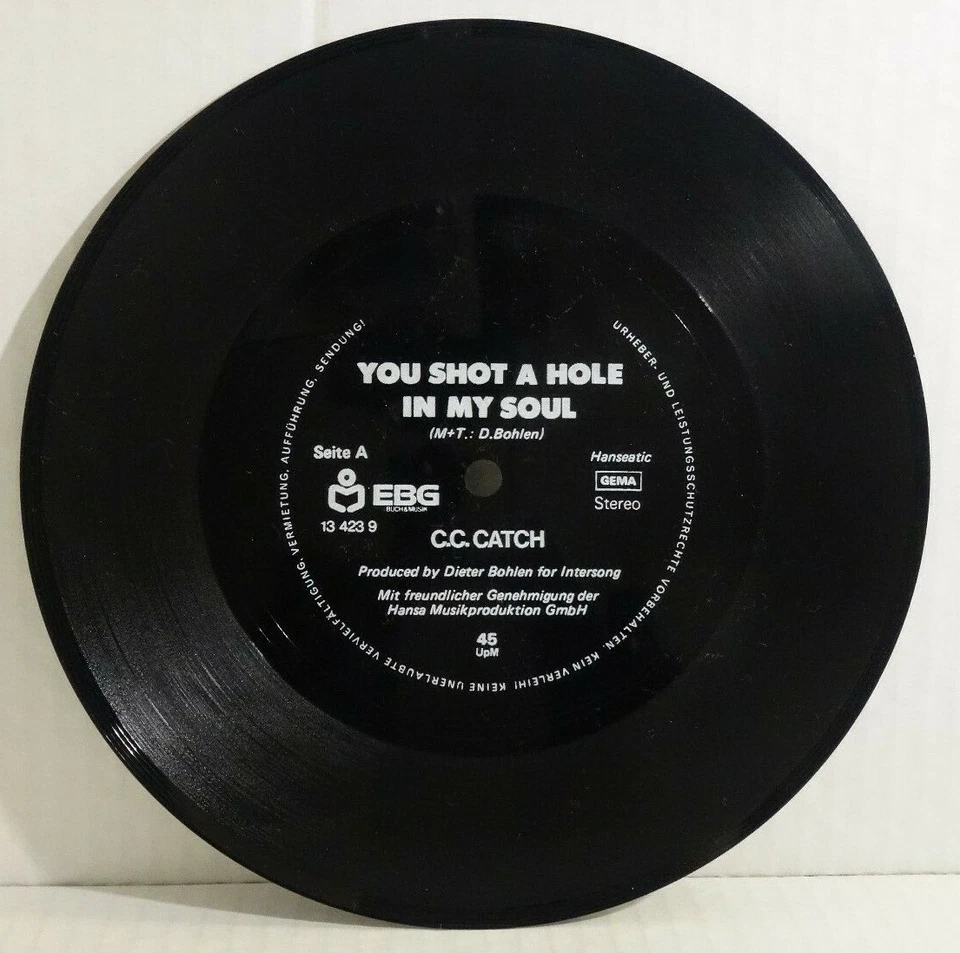 URHEBER- UND LEISTUNGSSCHUTZRECHTE VORBEHALTEN. KEIN VERLEIH! KEINE UNERLAUBTE VERVIELFÄLTIGUNG, VERMIETUNG, AUFFÜHRUNG, SENDUNG!
YOU SHOT A HOLE
IN MY SOUL
(M+T.: D.Bohlen)
Seite A
EBG
BUCH&MUSIK
13 423 9
Hanseatic
GEMA
Stereo
C.C. CATCH
Produced by Dieter Bohlen for Intersong
Mit freundlicher Genehmigung der
Hansa Musikproduktion GmbH
45
UpM